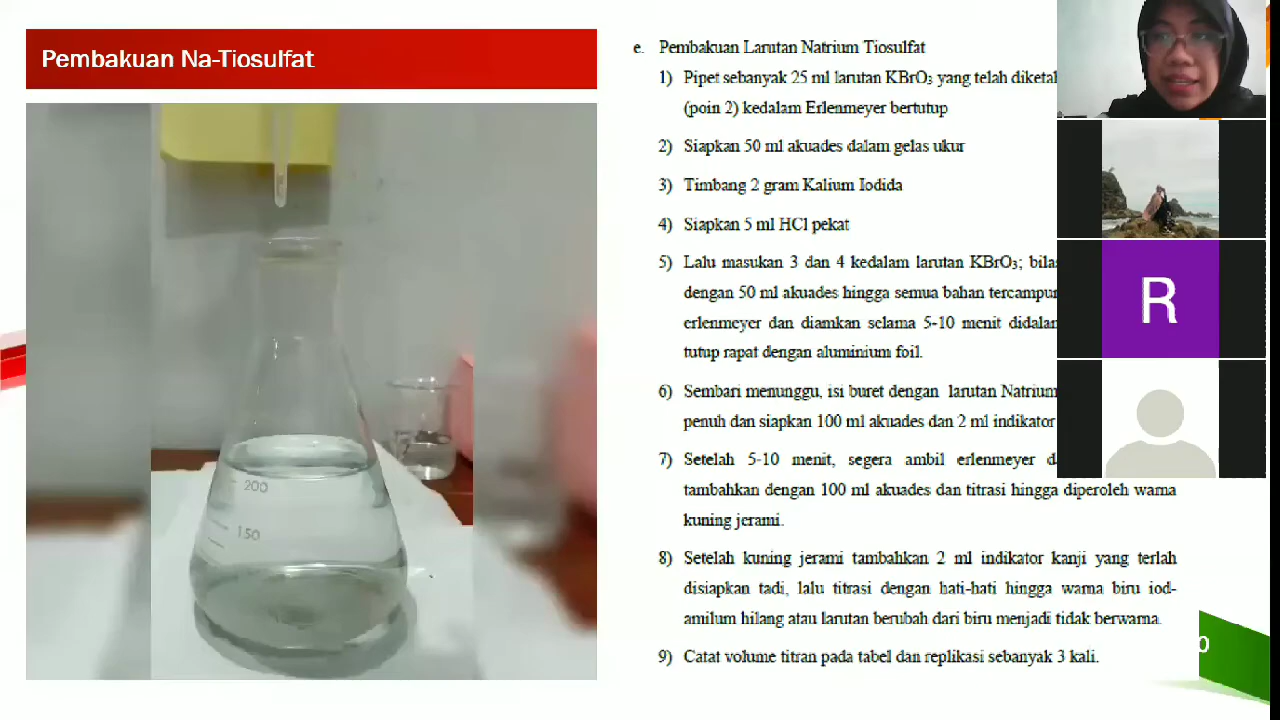 Pembakuan Na-Tiosulfat
200
150
e. Pembakuan Larutan Natrium Tiosulfat
1) Pipet sebanyak 25 ml larutan KBrO₃ yang telah
(poin 2) kedalam Erlenmeyer bertutup
2) Siapkan 50 ml akuades dalam gelas ukur
3) Timbang 2 gram Kalium Iodida
4) Siapkan 5 ml HCl pekat
5) Lalu masukan 3 dan 4 kedalam larutan KBrO₃;
dengan 50 ml akuades hingga semua bahan
erlenmeyer dan diamkan selama 5-10 menit
tutup rapat dengan aluminium foil.
6) Sembari menunggu, isi buret dengan larutan Natrium
penuh dan siapkan 100 ml akuades dan 2 ml indikator
7) Setelah 5-10 menit, segera ambil erlenmeyer
tambahkan dengan 100 ml akuades dan titrasi hingga diperoleh warna
kuning jerami.
8) Setelah kuning jerami tambahkan 2 ml indikator kanji yang terlah
disiapkan tadi, lalu titrasi dengan hati-hati hingga warna biru iod-
amilum hilang atau larutan berubah dari biru menjadi tidak berwarna.
9) Catat volume titran pada tabel dan replikasi sebanyak 3 kali.
R
0